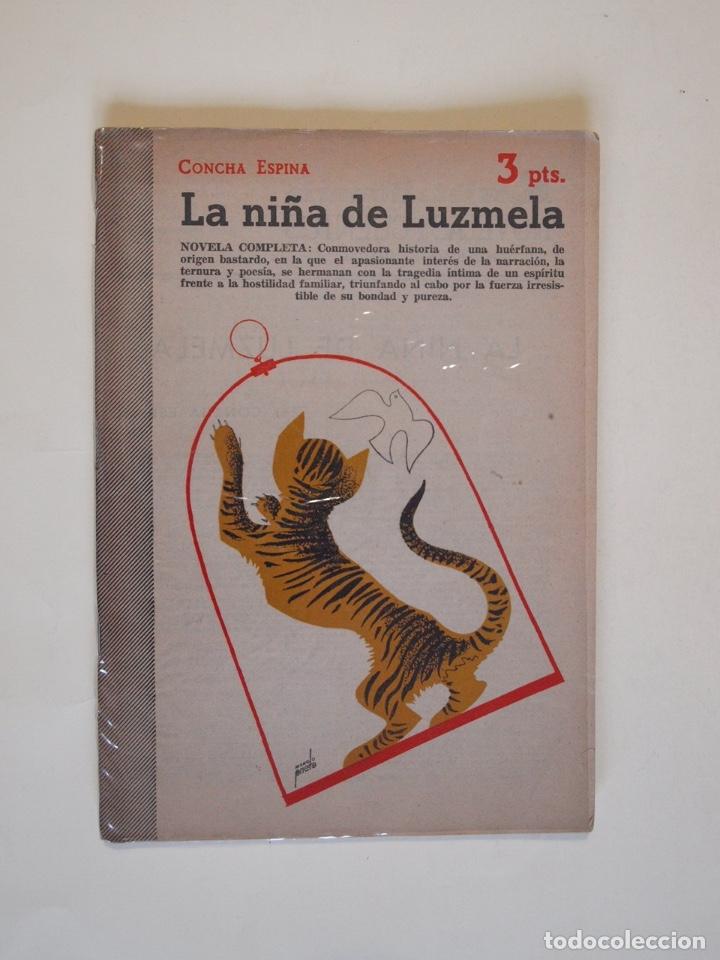 CONCHA ESPINA
3 pts.
La niña de Luzmela
NOVELA COMPLETA: Conmovedora historia de una huérfana, de
origen bastardo, en la que el apasionante interés de la narración, la
ternura y poesía, se hermanan con la tragedia íntima de un espíritu
frente a la hostilidad familiar, triunfando al cabo por la fuerza irresis-
tible de su bondad y pureza.
todocoleccion